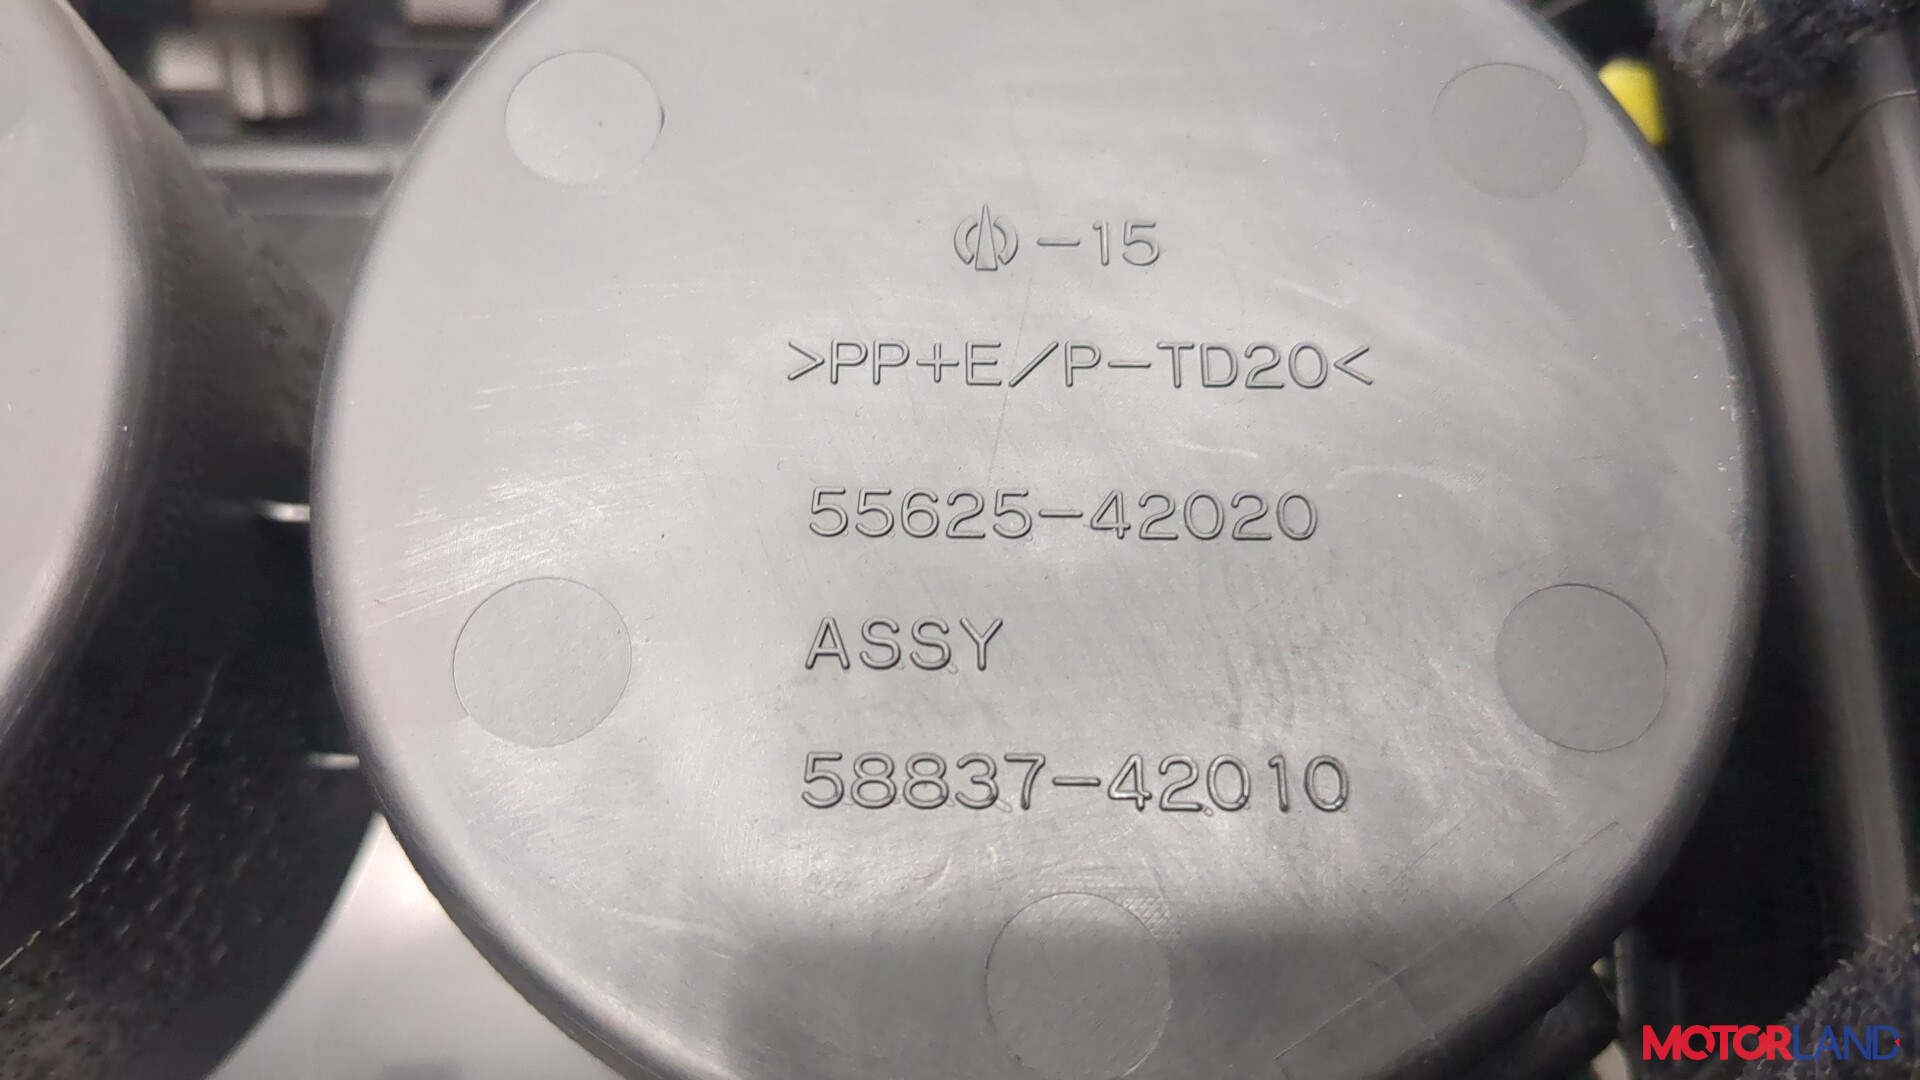 -15
>PP+E/P-TD20<
55625-42020
ASSY
58837-42010
MOTORLAND